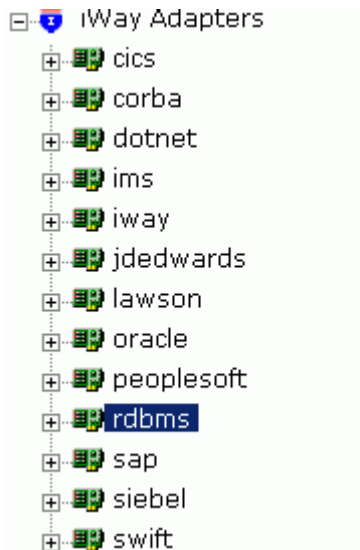 iWay Adapters
cics
corba
dotnet
ims
iway
jdedwards
lawson
oracle
peoplesoft
rdbms
sap
siebel
swift